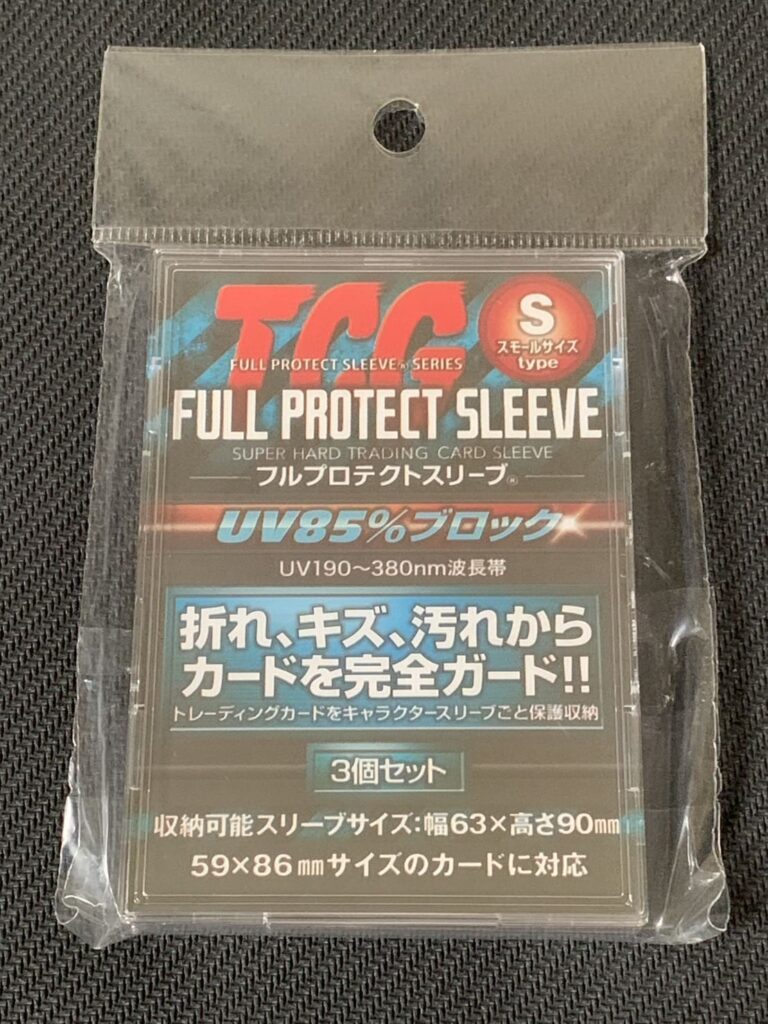 TCG
S
スモールサイズ
type
FULL PROTECT SLEEVE® SERIES
FULL PROTECT SLEEVE
SUPER HARD TRADING CARD SLEEVE
フルプロテクトスリーブ®
UV85%ブロック
UV190～380nm波長帯
折れ、キズ、汚れから
カードを完全ガード!!
トレーディングカードをキャラクタースリーブごと保護収納
3個セット
収納可能スリーブサイズ:幅63×高さ90㎜
59×86㎜サイズのカードに対応